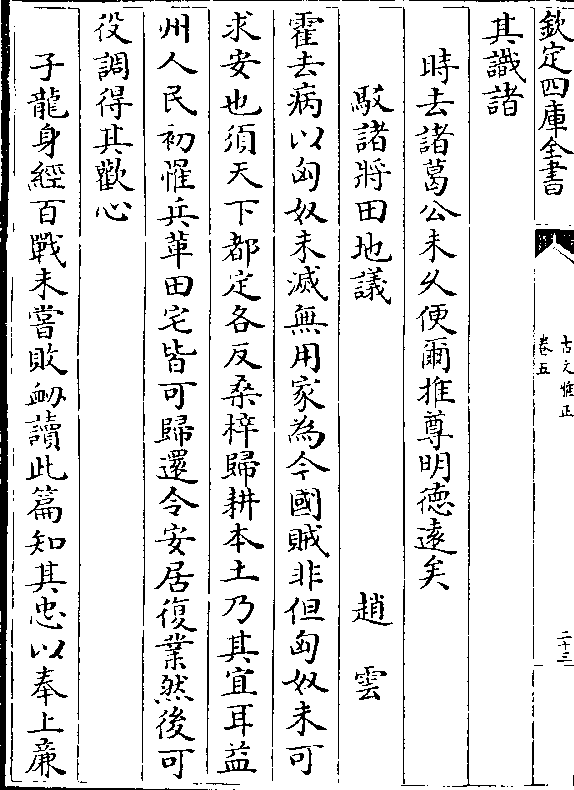 欽定四庫全書
古文雅正
卷五
二十三
其識諸
時去諸葛公未久便爾推尊明德遠矣
駁諸將田地議
趙雲
霍去病以匈奴未滅無用家為今國賊非但匈奴未可
求安也須天下都定各反桑梓歸耕本土乃其宜耳益
州人民初惟兵革田宅皆可歸還令安居復業然後可
役調得其歡心
子龍身經百戰未嘗敗衂讀此篇知其忠以奉上廉